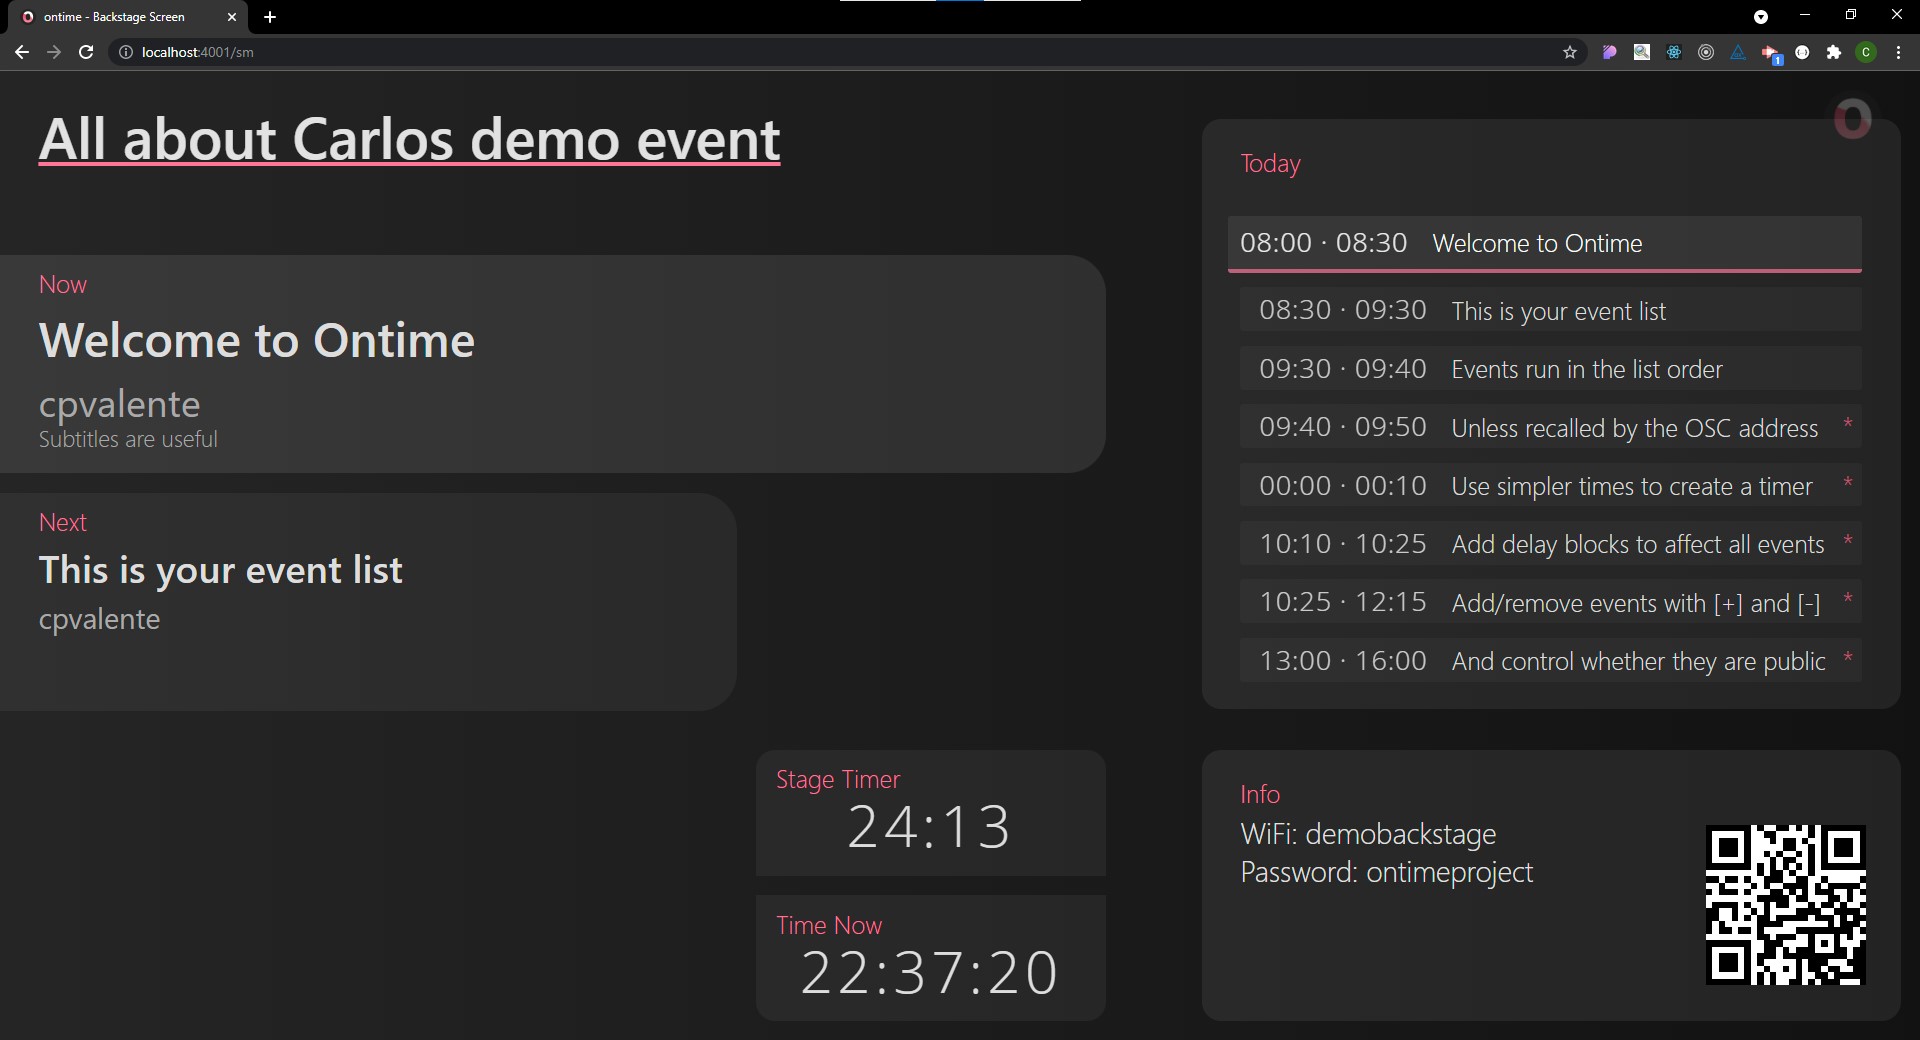 ontime - Backstage Screen
localhost:4001/sm
C
1
All about Carlos demo event
Now
Welcome to Ontime
cpvalente
Subtitles are useful
Next
This is your event list
cpvalente
Stage Timer
24:13
Time Now
22:37:20
Today
08:00 · 08:30 Welcome to Ontime
08:30 · 09:30 This is your event list
09:30 · 09:40 Events run in the list order
09:40 · 09:50 Unless recalled by the OSC address *
00:00 · 00:10 Use simpler times to create a timer *
10:10 · 10:25 Add delay blocks to affect all events *
10:25 · 12:15 Add/remove events with [+] and [-] *
13:00 · 16:00 And control whether they are public *
Info
WiFi: demobackstage
Password: ontimeproject